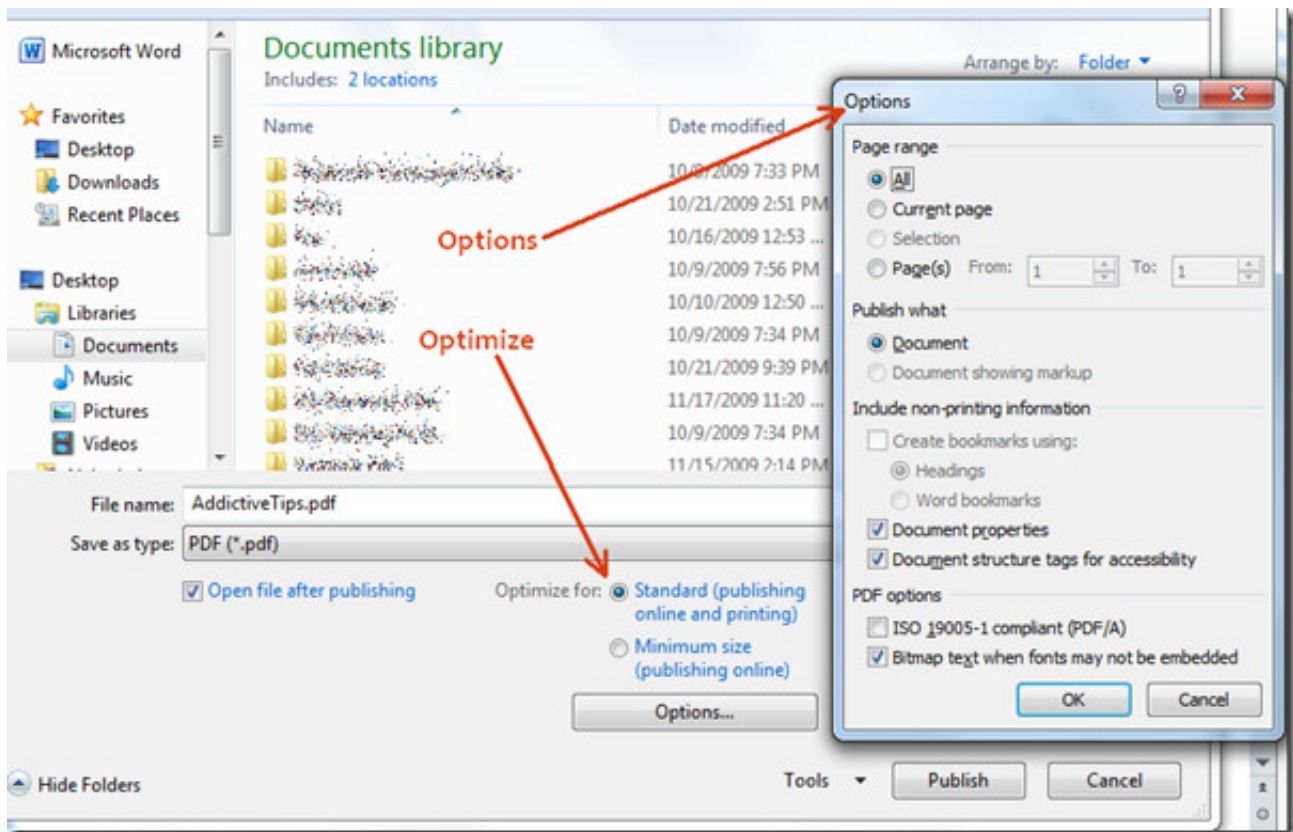 Microsoft Word
Favorites
Desktop
Downloads
Recent Places
Desktop
Libraries
Documents
Music
Pictures
Videos
Documents library
Includes: 2 locations
Arrange by: Folder
Name
Date modified
10/9/2009 7:33 PM
10/21/2009 2:51 PM
10/16/2009 12:53 ...
10/9/2009 7:56 PM
10/10/2009 12:50 ...
10/9/2009 7:34 PM
10/21/2009 9:39 PM
11/17/2009 11:20 ...
10/9/2009 7:34 PM
11/15/2009 2:14 PM
Options
Optimize
File name: AddictiveTips.pdf
Save as type: PDF (*.pdf)
Open file after publishing
Optimize for: Standard (publishing
online and printing)
Minimum size
(publishing online)
Options...
Hide Folders
Tools
Publish
Cancel
Options
Page range
All
Current page
Selection
Page(s) From: 1 To: 1
Publish what
Document
Document showing markup
Include non-printing information
Create bookmarks using:
Headings
Word bookmarks
Document properties
Document structure tags for accessibility
PDF options
ISO 19005-1 compliant (PDF/A)
Bitmap text when fonts may not be embedded
OK
Cancel